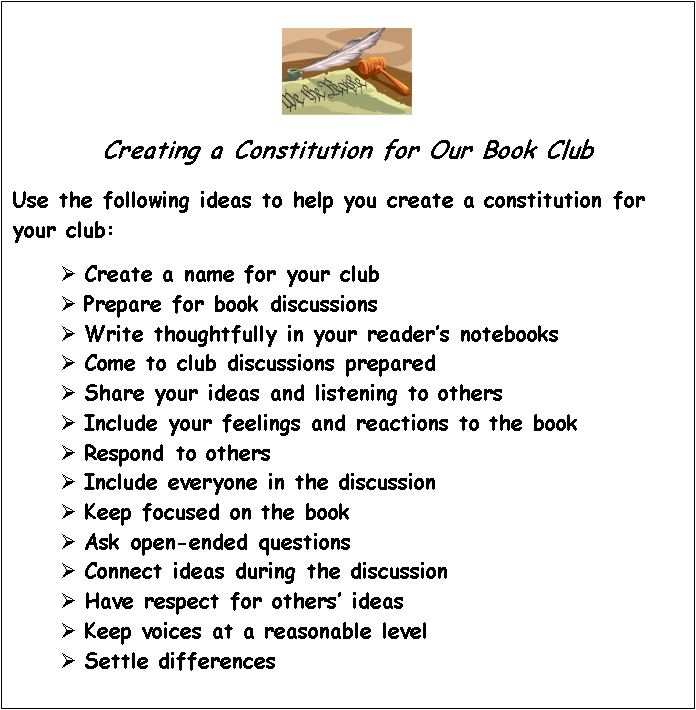 We the People
Creating a Constitution for Our Book Club
Use the following ideas to help you create a constitution for
your club:
➢ Create a name for your club
➢ Prepare for book discussions
➢ Write thoughtfully in your reader's notebooks
➢ Come to club discussions prepared
➢ Share your ideas and listening to others
➢ Include your feelings and reactions to the book
➢ Respond to others
➢ Include everyone in the discussion
➢ Keep focused on the book
➢ Ask open-ended questions
➢ Connect ideas during the discussion
➢ Have respect for others' ideas
➢ Keep voices at a reasonable level
➢ Settle differences